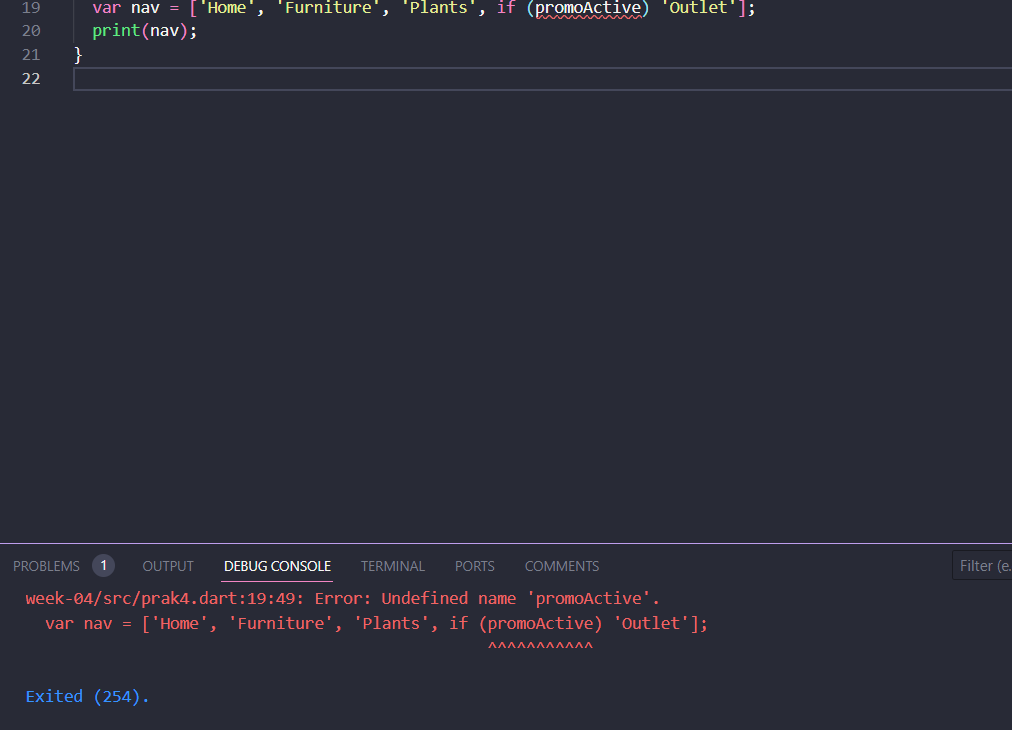 19 var nav = ['Home', 'Furniture', 'Plants', if (promoActive) 'Outlet'];
20 print(nav);
21 }
22
PROBLEMS 1 OUTPUT DEBUG CONSOLE TERMINAL PORTS COMMENTS Filter (e.
week-04/src/prak4.dart:19:49: Error: Undefined name 'promoActive'.
var nav = ['Home', 'Furniture', 'Plants', if (promoActive) 'Outlet'];
^^^^^^^^^^^
Exited (254).